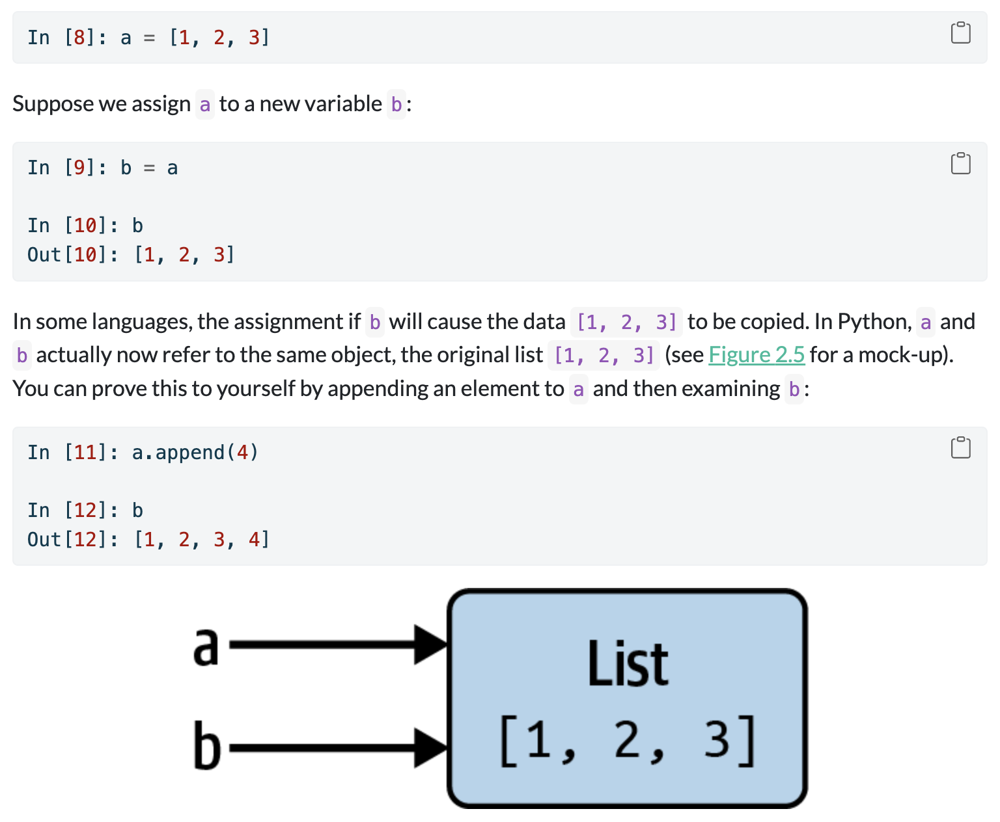 In [8]: a = [1, 2, 3]
Suppose we assign a to a new variable b:
In [9]: b = a
In [10]: b
Out[10]: [1, 2, 3]
In some languages, the assignment if b will cause the data [1, 2, 3] to be copied. In Python, a and
b actually now refer to the same object, the original list [1, 2, 3] (see Figure 2.5 for a mock-up).
You can prove this to yourself by appending an element to a and then examining b:
In [11]: a.append(4)
In [12]: b
Out[12]: [1, 2, 3, 4]
a
List
b
[1, 2, 3]